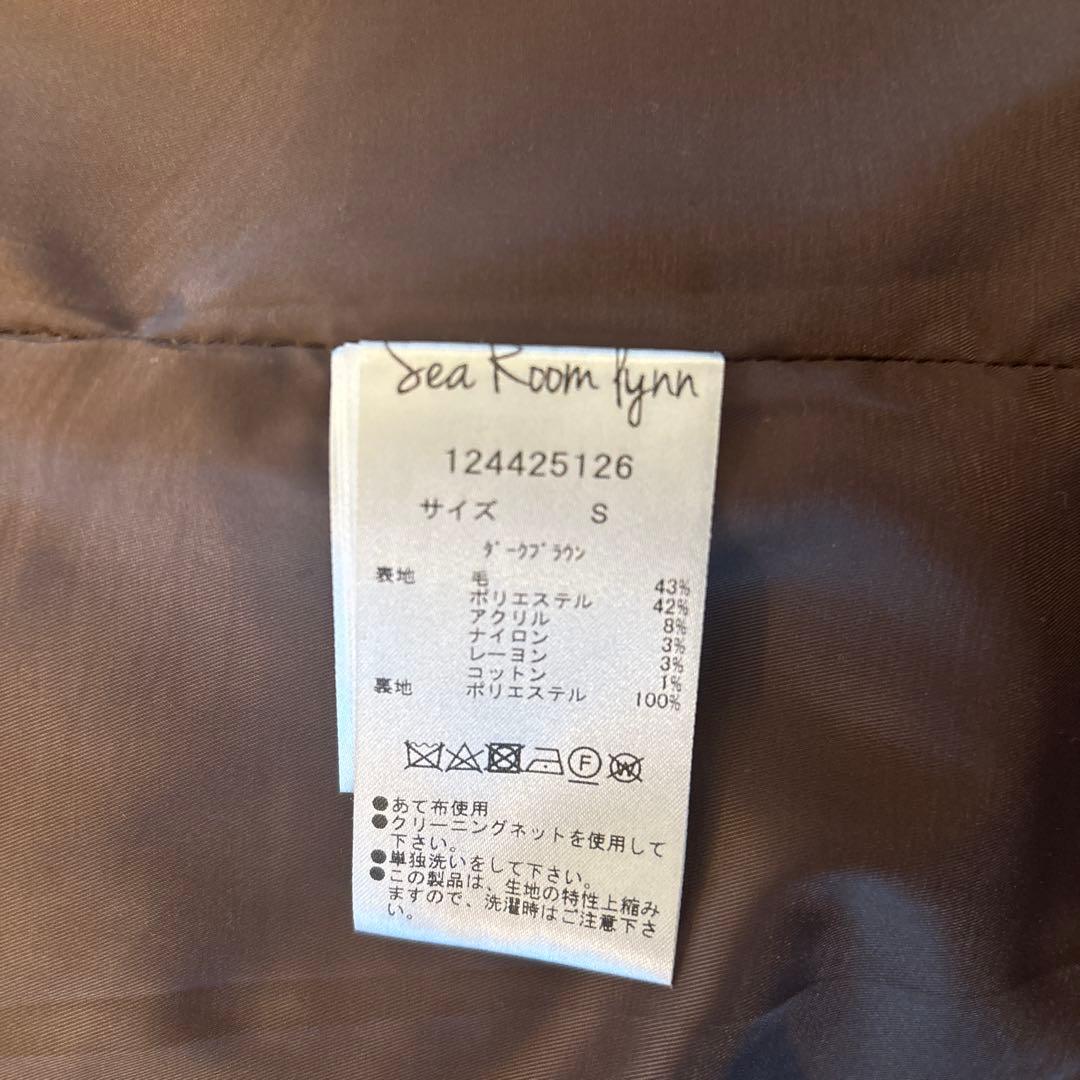 Sea Room lynn
124425126
サイズ S
ﾀﾞｰｸﾌﾞﾗｳﾝ
表地 毛 43%
ポリエステル 42%
アクリル 8%
ナイロン 3%
レーヨン 3%
コットン 1%
裏地 ポリエステル 100%
F W
●あて布使用
●クリーニングネットを使用して
下さい。
●単独洗いをして下さい。
●この製品は、生地の特性上縮み
ますので、洗濯時はご注意下さ
い。